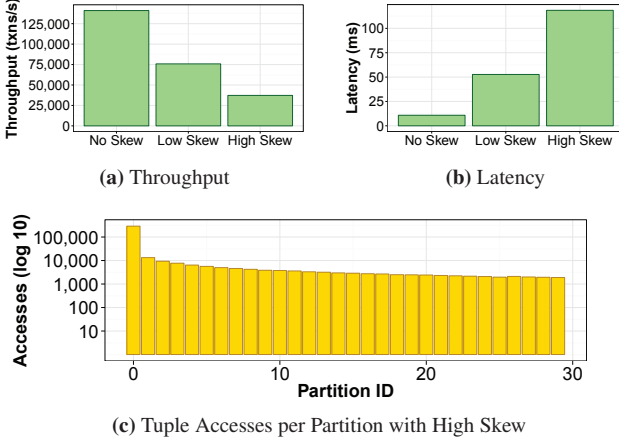 Throughput (txns/s)
125,000
100,000
75,000
50,000
25,000
0
No Skew Low Skew High Skew
(a) Throughput
Latency (ms)
100
75
50
25
0
No Skew Low Skew High Skew
(b) Latency
Accesses (log 10)
100,000
10,000
1,000
100
10
0 10 20 30
Partition ID
(c) Tuple Accesses per Partition with High Skew